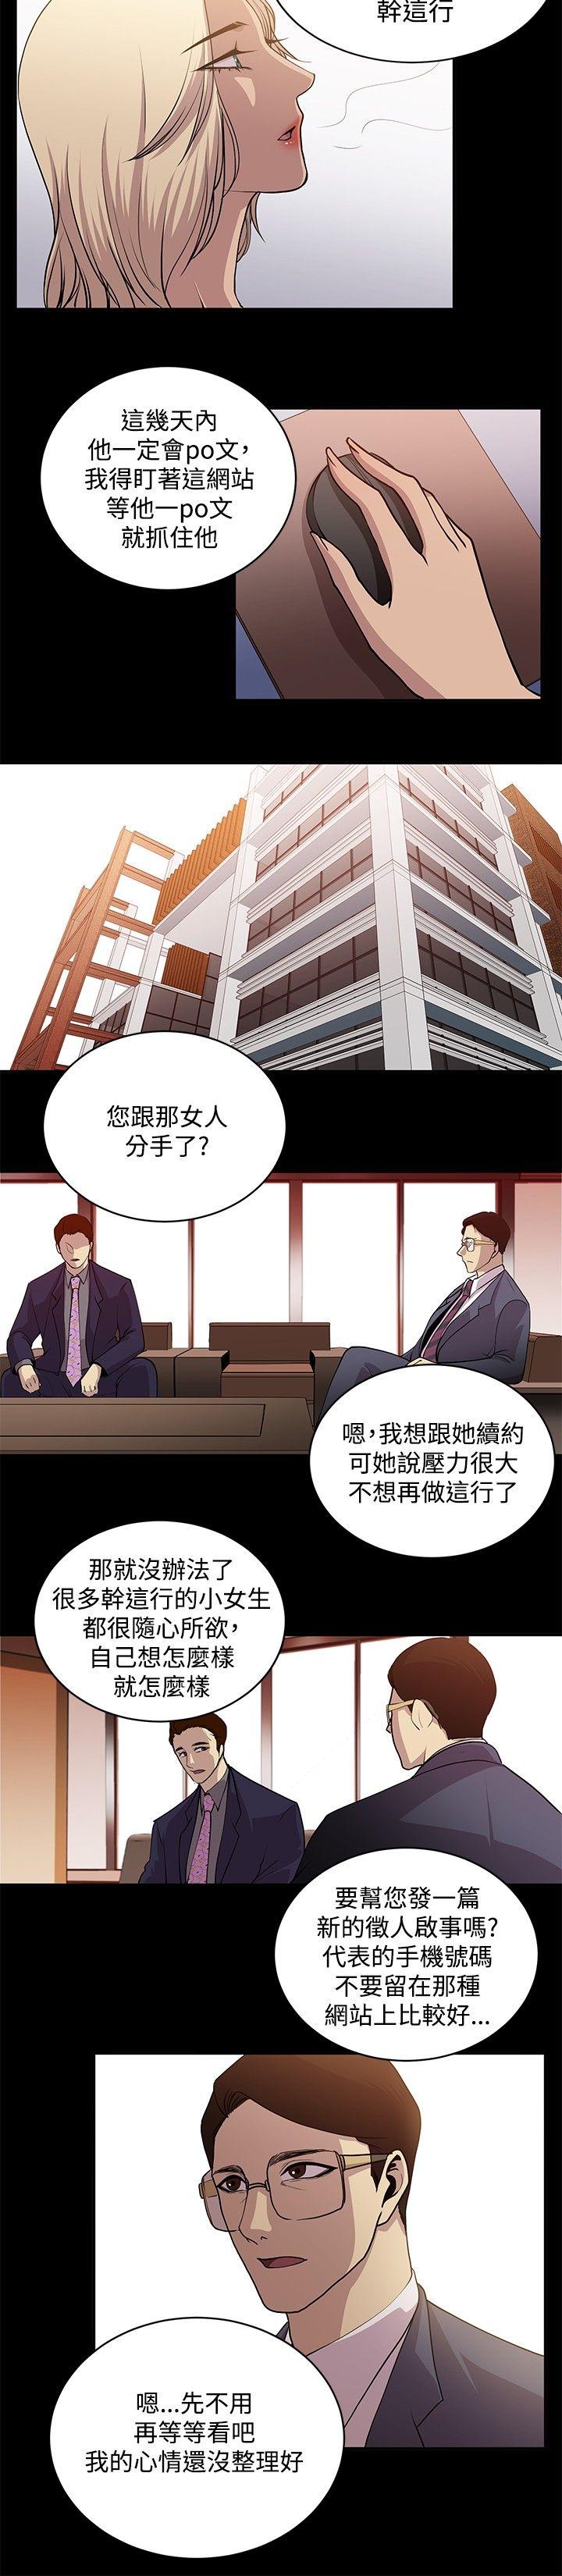 幹這行
這幾天內
他一定會po文,
我得盯著這網站
等他一po文
就抓住他
您跟那女人
分手了?
嗯,我想跟她續約
可她說壓力很大
不想再做這行了
那就沒辦法了
很多幹這行的小女生
都很隨心所欲,
自己想怎麼樣
就怎麼樣
要幫您發一篇
新的徵人啟事嗎?
代表的手機號碼
不要留在那種
網站上比較好...
嗯...先不用
再等等看吧
我的心情還沒整理好